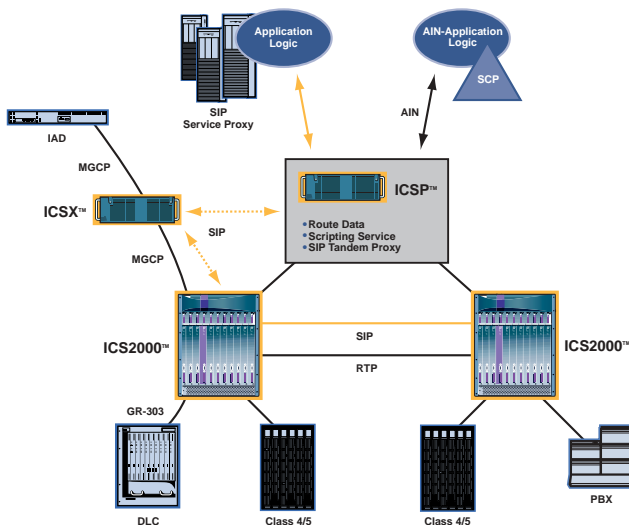 Application
Logic
AIN-Application
Logic
SCP
SIP
Service Proxy
AIN
IAD
MGCP
ICSX™
SIP
MGCP
ICSP™
•Route Data
•Scripting Service
•SIP Tandem Proxy
ICS2000™
SIP
RTP
ICS2000™
GR-303
DLC
Class 4/5
Class 4/5
PBX